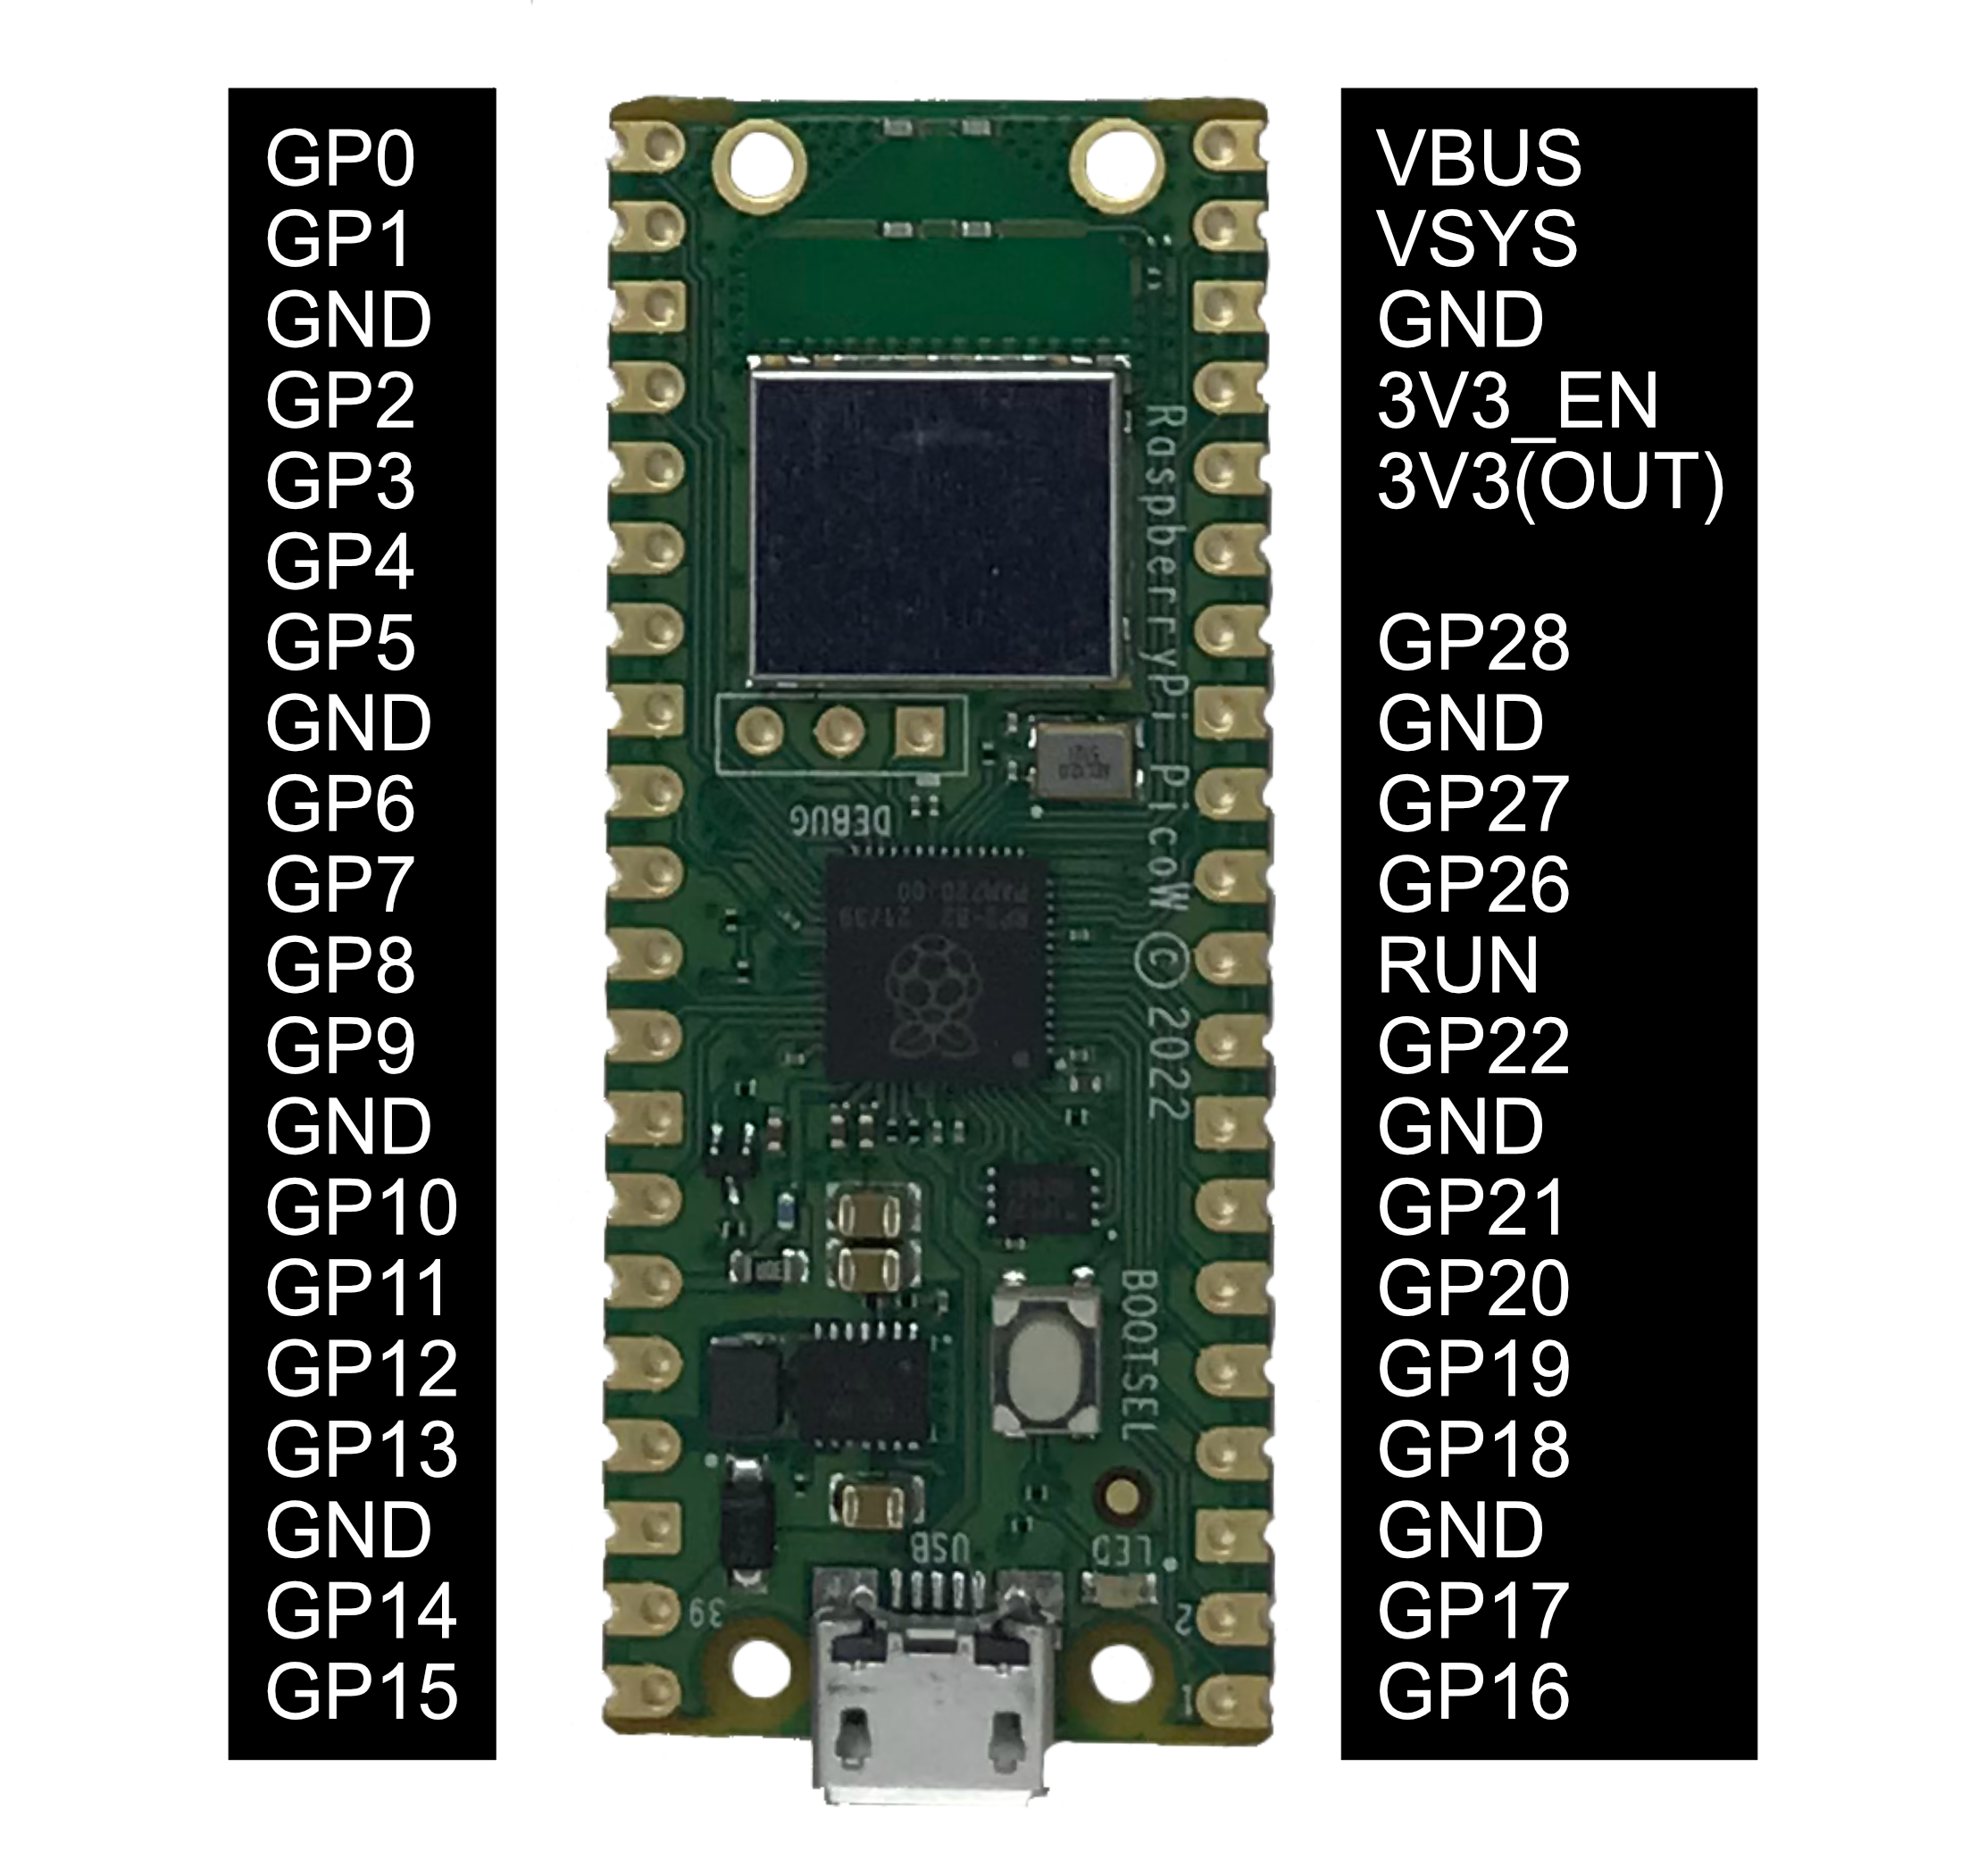 GP0
GP1
GND
GP2
GP3
GP4
GP5
GND
GP6
GP7
GP8
GP9
GND
GP10
GP11
GP12
GP13
GND
GP14
GP15
Raspberry Pi PicoW © 2022
DEBUG
BOOTSEL
USB
LED
39
2
1
VBUS
VSYS
GND
3V3_EN
3V3(OUT)
GP28
GND
GP27
GP26
RUN
GP22
GND
GP21
GP20
GP19
GP18
GND
GP17
GP16